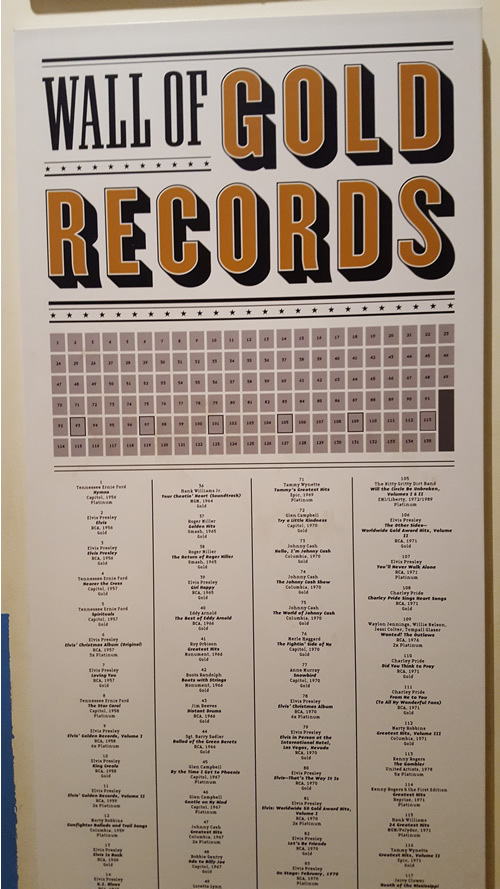 WALL OF GOLD
RECORDS
1
Tennessee Ernie Ford
Hymns
Capitol, 1956
Platinum
2
Elvis Presley
Elvis
RCA, 1956
Gold
3
Elvis Presley
Elvis Presley
RCA, 1956
Gold
4
Tennessee Ernie Ford
Nearer the Cross
Capitol, 1957
Gold
5
Tennessee Ernie Ford
Spirituals
Capitol, 1957
Gold
6
Elvis Presley
Elvis' Christmas Album (Original)
RCA, 1957
3x Platinum
7
Elvis Presley
Loving You
RCA, 1957
Gold
8
Tennessee Ernie Ford
The Star Carol
Capitol, 1958
Platinum
9
Elvis Presley
Elvis' Golden Records, Volume I
RCA, 1958
6x Platinum
10
Elvis Presley
King Creole
RCA, 1958
Gold
11
Elvis Presley
Elvis' Golden Records, Volume II
RCA, 1959
Platinum
12
Marty Robbins
Gunfighter Ballads and Trail Songs
Columbia, 1959
Platinum
13
Elvis Presley
Elvis Is Back
RCA, 1960
Gold
14
Elvis Presley
G.I. Blues
36
Hank Williams Jr.
Your Cheatin' Heart (Soundtrack)
MGM, 1964
Gold
37
Roger Miller
Golden Hits
Smash, 1965
Gold
38
Roger Miller
The Return of Roger Miller
Smash, 1965
Gold
39
Elvis Presley
Girl Happy
RCA, 1965
Gold
40
Eddy Arnold
The Best of Eddy Arnold
RCA, 1966
Gold
41
Roy Orbison
Greatest Hits
Monument, 1966
Gold
42
Boots Randolph
Boots with Strings
Monument, 1966
Gold
43
Jim Reeves
Distant Drums
RCA, 1966
Gold
44
Sgt. Barry Sadler
Ballad of the Green Berets
RCA, 1966
Gold
45
Glen Campbell
By the Time I Get to Phoenix
Capitol, 1967
Platinum
46
Glen Campbell
Gentle on My Mind
Capitol, 1967
Platinum
47
Johnny Cash
Greatest Hits
Columbia, 1967
48
Bobbie Gentry
Ode to Billy Joe
Capitol, 1967
Gold
49
Loretta Lynn
71
Tammy Wynette
Tammy's Greatest Hits
Epic, 1969
Platinum
72
Glen Campbell
Try a Little Kindness
Capitol, 1970
Gold
73
Johnny Cash
Hello, I'm Johnny Cash
Columbia, 1970
Gold
74
Johnny Cash
The Johnny Cash Show
Columbia, 1970
Gold
75
Johnny Cash
The World of Johnny Cash
Columbia, 1970
Gold
76
Merle Haggard
The Fightin' Side of Me
Capitol, 1970
Gold
77
Anne Murray
Snowbird
Capitol, 1970
Gold
78
Elvis Presley
Elvis' Christmas Album
RCA, 1970
79
Elvis Presley
Elvis in Person at the
International Hotel,
Las Vegas, Nevada
RCA, 1970
Gold
80
Elvis Presley
Elvis—That's The Way It Is
RCA, 1970
Gold
81
Elvis Presley
Elvis: Worldwide 50 Gold Award Hits,
Volume I
RCA, 1970
2x Platinum
82
Elvis Presley
Let's Be Friends
RCA, 1970
Platinum
83
Elvis Presley
On Stage: February, 1970
RCA, 1970
Platinum
105
The Nitty Gritty Dirt Band
Will the Circle Be Unbroken,
Volumes I & II
EMI/Liberty, 1972/1989
Platinum
106
Elvis Presley
The Other Sides—
Worldwide Gold Award Hits, Volume
II
RCA, 1971
Gold
107
Elvis Presley
You'll Never Walk Alone
RCA, 1971
Platinum
108
Charley Pride
Charley Pride Sings Heart Songs
RCA, 1971
Gold
109
Waylon Jennings, Willie Nelson,
Jessi Colter, Tompall Glaser
Wanted! The Outlaws
RCA, 1976
2x Platinum
110
Charley Pride
Did You Think to Pray
RCA, 1971
Gold
111
Charley Pride
From Me to You
(To All My Wonderful Fans)
RCA, 1971
Gold
112
Marty Robbins
Greatest Hits, Volume III
Columbia, 1971
Gold
113
Kenny Rogers
The Gambler
United Artists, 1978
5x Platinum
114
Kenny Rogers & the First Edition
Greatest Hits
Reprise, 1971
Platinum
115
Hank Williams
24 Greatest Hits
MGM/Polydor, 1971
Platinum
116
Tammy Wynette
Greatest Hits, Volume II
Epic, 1971
Gold
117
Jerry Clower